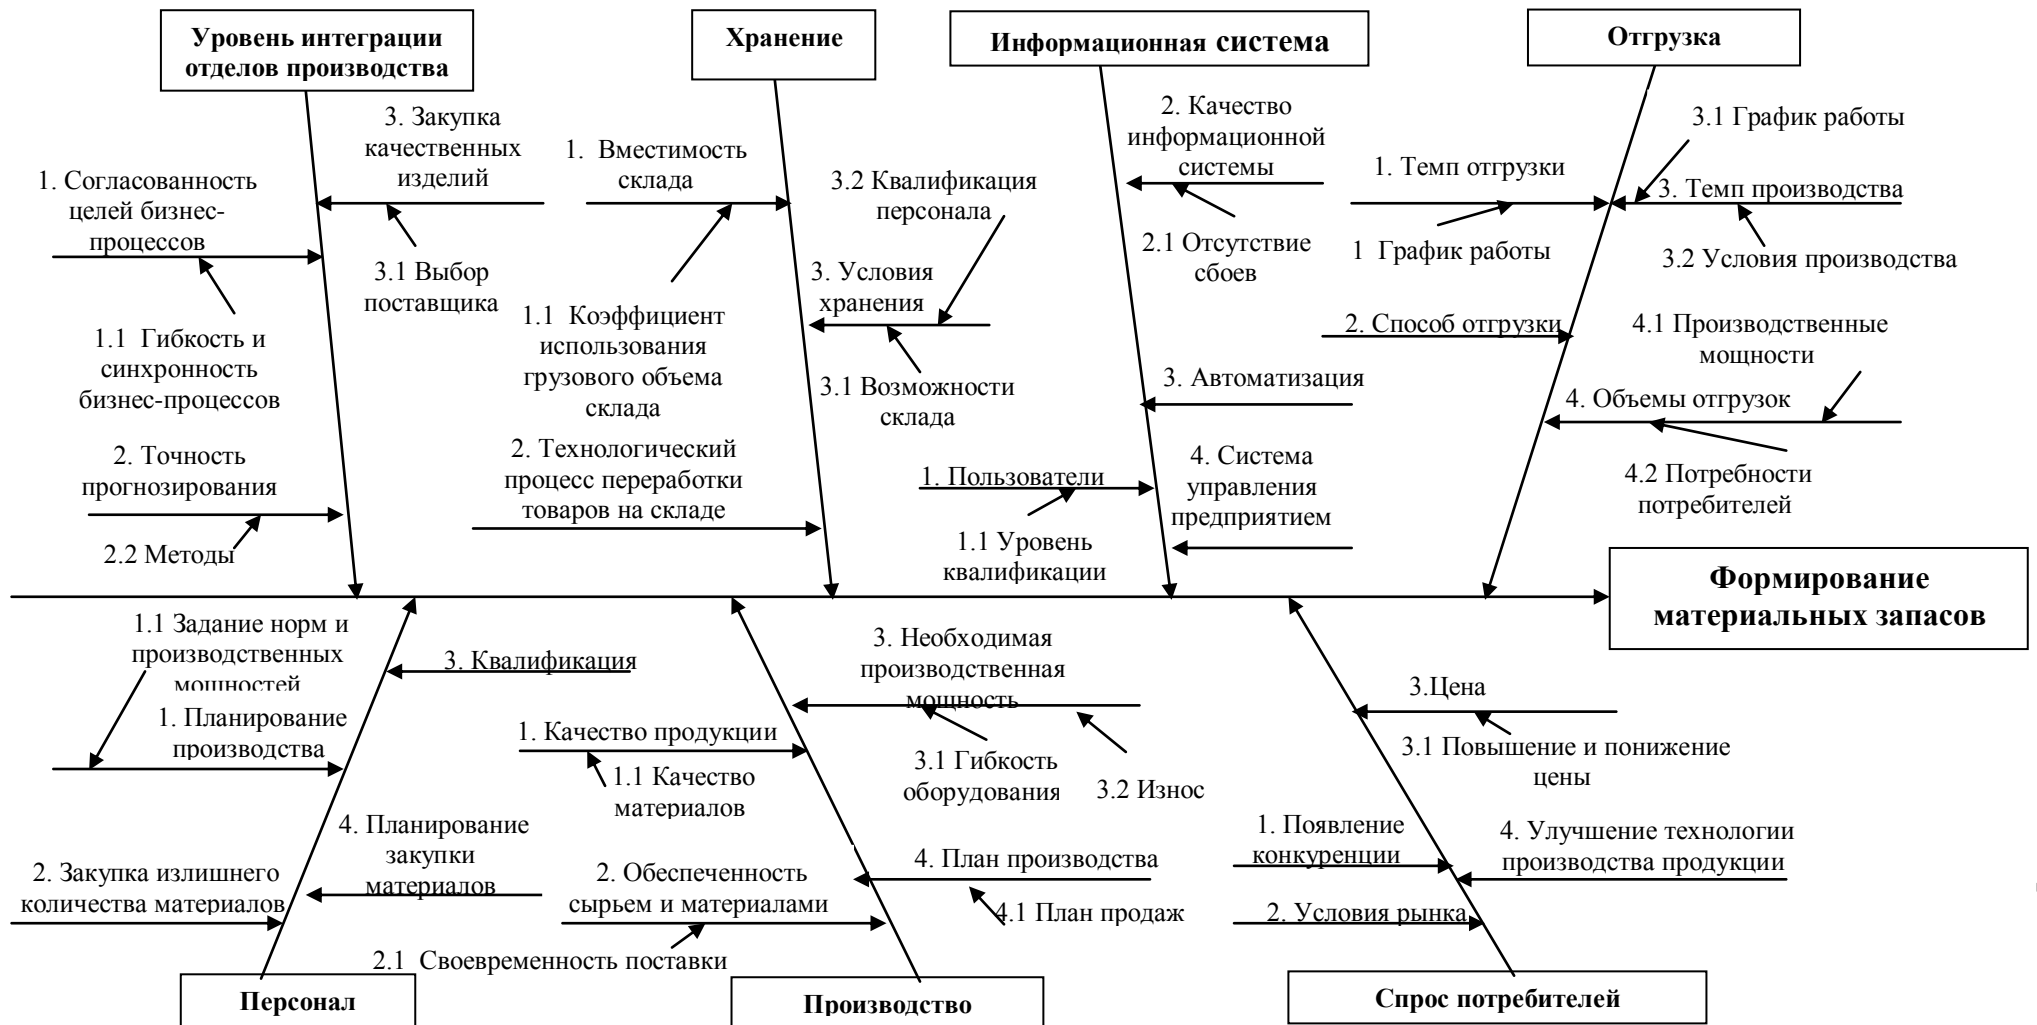 Уровень интеграции
отделов производства
Хранение
Информационная система
Отгрузка
3. Закупка
качественных
изделий
1. Согласованность
целей бизнес-
процессов
3.1 Выбор
поставщика
1.1 Гибкость и
синхронность
бизнес-процессов
2. Точность
прогнозирования
2.2 Методы
1. Вместимость
склада
3.2 Квалификация
персонала
3. Условия
хранения
1.1 Коэффициент
использования
грузового объема
склада
3.1 Возможности
склада
2. Технологический
процесс переработки
товаров на складе
2. Качество
информационной
системы
2.1 Отсутствие
сбоев
3. Автоматизация
1. Пользователи
4. Система
управления
предприятием
1.1 Уровень
квалификации
3.1 График работы
1. Темп отгрузки
3. Темп производства
1 График работы
3.2 Условия производства
2. Способ отгрузки
4.1 Производственные
мощности
4. Объемы отгрузок
4.2 Потребности
потребителей
Формирование
материальных запасов
1.1 Задание норм и
производственных
мощностей
3. Квалификация
1. Планирование
производства
4. Планирование
закупки
материалов
2. Закупка излишнего
количества материалов
Персонал
3. Необходимая
производственная
мощность
1. Качество продукции
1.1 Качество
материалов
3.1 Гибкость
оборудования
3.2 Износ
4. План производства
2. Обеспеченность
сырьем и материалами
4.1 План продаж
2.1 Своевременность поставки
Производство
3.Цена
3.1 Повышение и понижение
цены
1. Появление
конкуренции
4. Улучшение технологии
производства продукции
2. Условия рынка
Спрос потребителей